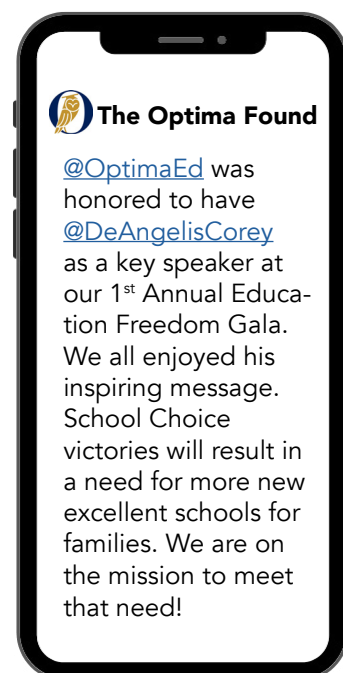 The Optima Found
@OptimaEd was
honored to have
@DeAngelisCorey
as a key speaker at
our 1st Annual Educa-
tion Freedom Gala.
We all enjoyed his
inspiring message.
School Choice
victories will result in
a need for more new
excellent schools for
families. We are on
the mission to meet
that need!